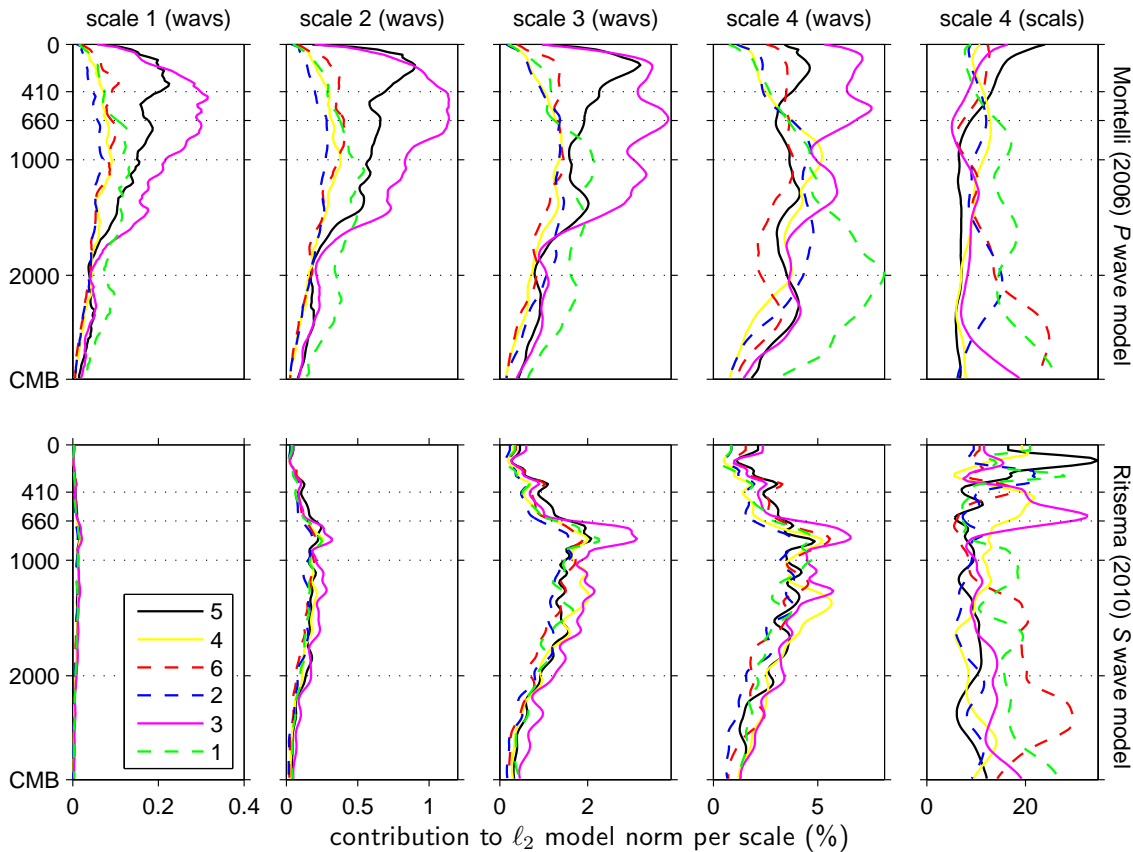 scale 1 (wavs) scale 2 (wavs) scale 3 (wavs) scale 4 (wavs) scale 4 (scals)
0
410
660
1000
2000
CMB
Montelli (2006) P wave model
0
410
660
1000
2000
CMB
Ritsema (2010) S wave model
5
4
6
2
3
1
0 0.2 0.4 0 0.5 1 0 2 0 5 0 20
contribution to ℓ2 model norm per scale (%)